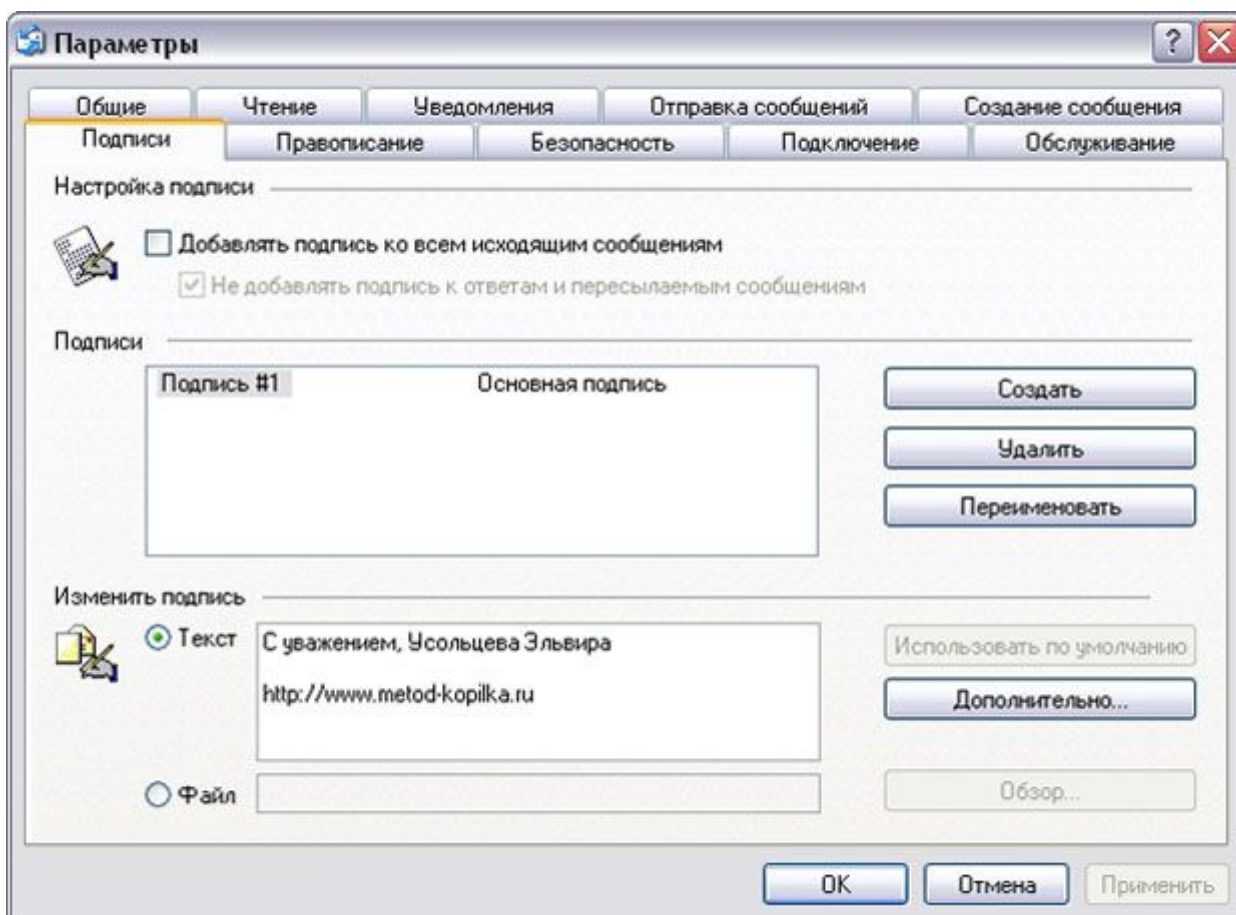 Параметры
Общие Чтение Уведомления Отправка сообщений Создание сообщения
Подписи Правописание Безопасность Подключение Обслуживание
Настройка подписи
Добавлять подпись ко всем исходящим сообщениям
Не добавлять подпись к ответам и пересылаемым сообщениям
Подписи
Подпись #1 Основная подпись
Создать
Удалить
Переименовать
Изменить подпись
Текст
С уважением, Усольцева Эльвира
http://www.metod-kopilka.ru
Использовать по умолчанию
Дополнительно...
Файл
Обзор...
OK Отмена Применить